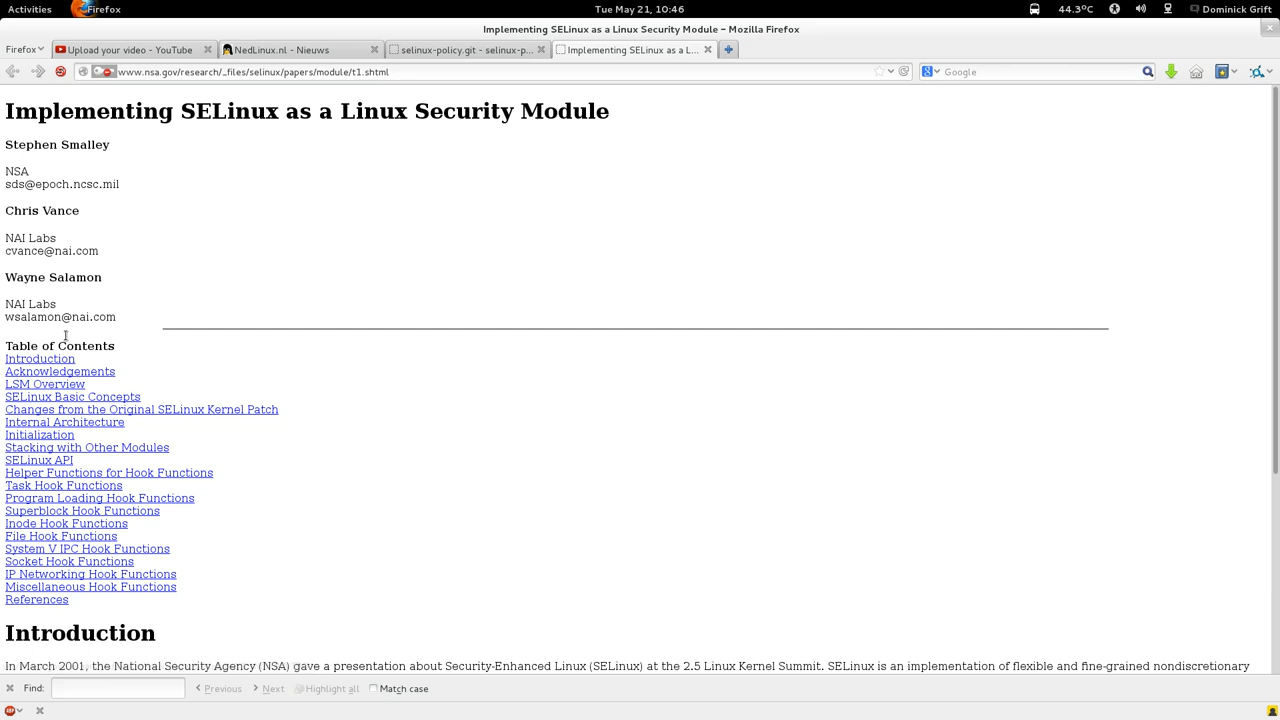 Activities Firefox Tue May 21, 10:46 44.3°C Dominick Grift
Implementing SELinux as a Linux Security Module - Mozilla Firefox
Firefox Upload your video - YouTube NedLinux.nl - Nieuws selinux-policy.git - selinux-p... Implementing SELinux as a L...
www.nsa.gov/research/_files/selinux/papers/module/t1.shtml Google
Implementing SELinux as a Linux Security Module
Stephen Smalley
NSA
sds@epoch.ncsc.mil
Chris Vance
NAI Labs
cvance@nai.com
Wayne Salamon
NAI Labs
wsalamon@nai.com
Table of Contents
Introduction
Acknowledgements
LSM Overview
SELinux Basic Concepts
Changes from the Original SELinux Kernel Patch
Internal Architecture
Initialization
Stacking with Other Modules
SELinux API
Helper Functions for Hook Functions
Task Hook Functions
Program Loading Hook Functions
Superblock Hook Functions
Inode Hook Functions
File Hook Functions
System V IPC Hook Functions
Socket Hook Functions
IP Networking Hook Functions
Miscellaneous Hook Functions
References
Introduction
In March 2001, the National Security Agency (NSA) gave a presentation about Security-Enhanced Linux (SELinux) at the 2.5 Linux Kernel Summit. SELinux is an implementation of flexible and fine-grained nondiscretionary
Find: Previous Next Highlight all Match case